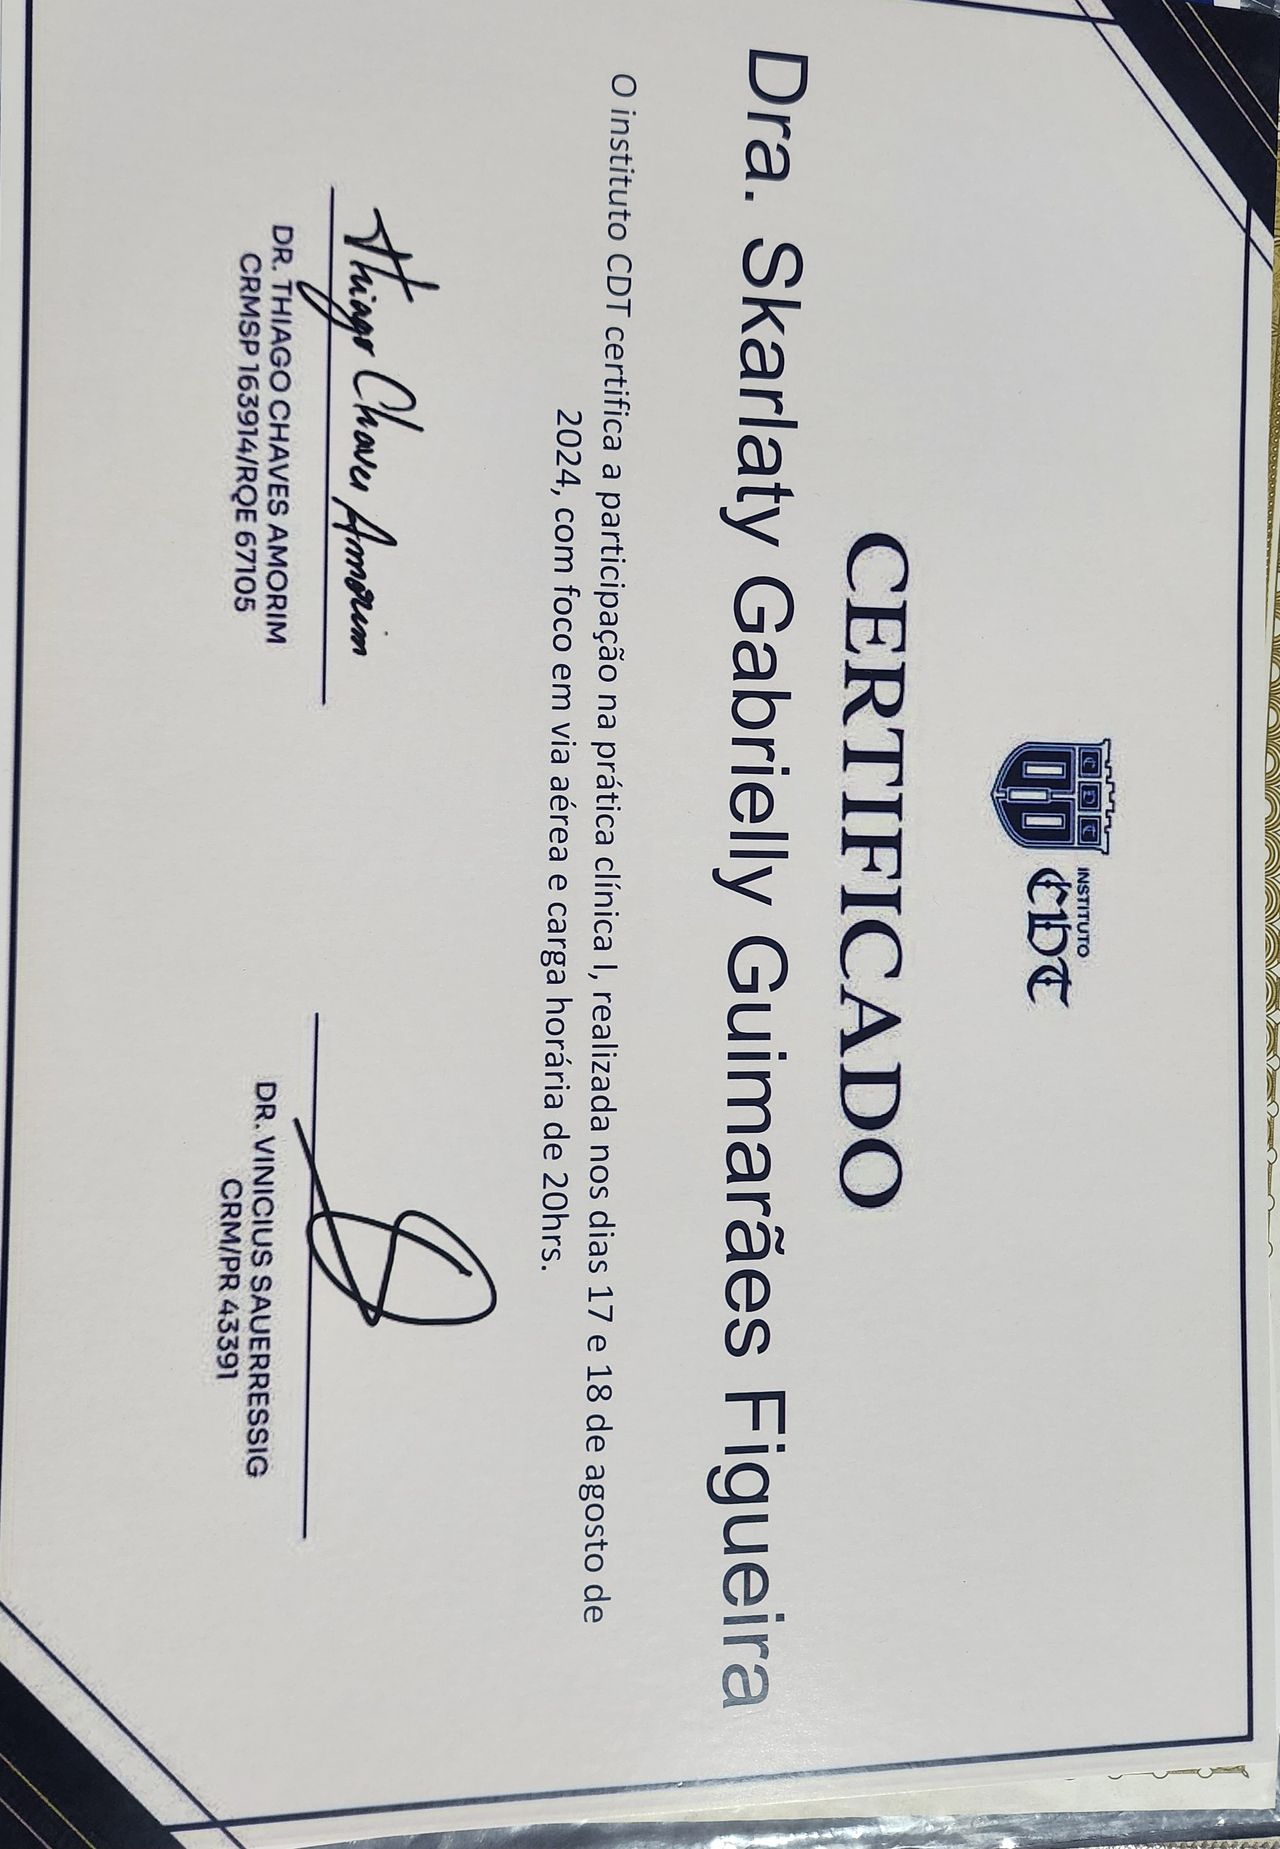 INSTITUTO
CDT
CDT
CERTIFICADO
Dra. Skarlaty Gabrielly Guimarães Figueira
O instituto CDT certifica a participação na prática clínica I, realizada nos dias 17 e 18 de agosto de
2024, com foco em via aérea e carga horária de 20hrs.
Thiago Chaves Amorim
DR. THIAGO CHAVES AMORIM
CRMSP 163914/RQE 67105
DR. VINICIUS SAUERRESSIG
CRM/PR 43391